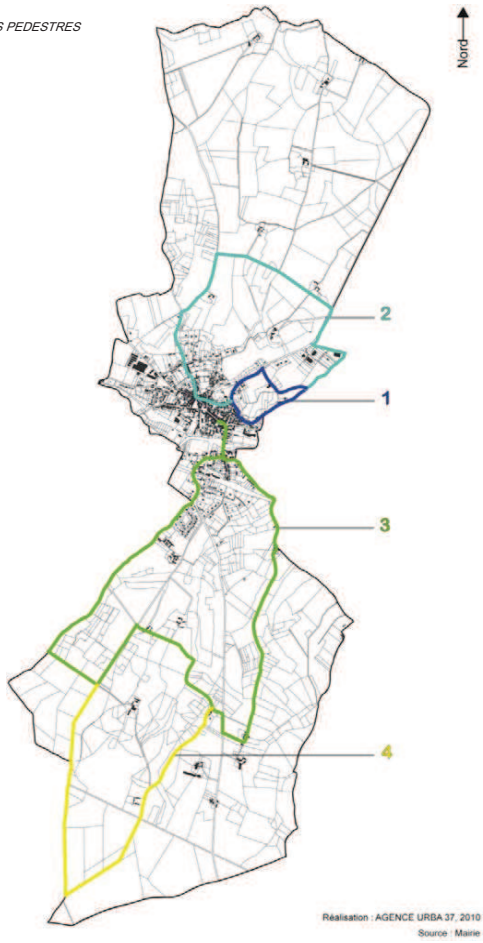 S PEDESTRES
Nord
2
1
3
4
Réalisation : AGENCE URBA 37, 2010
Source : Mairie